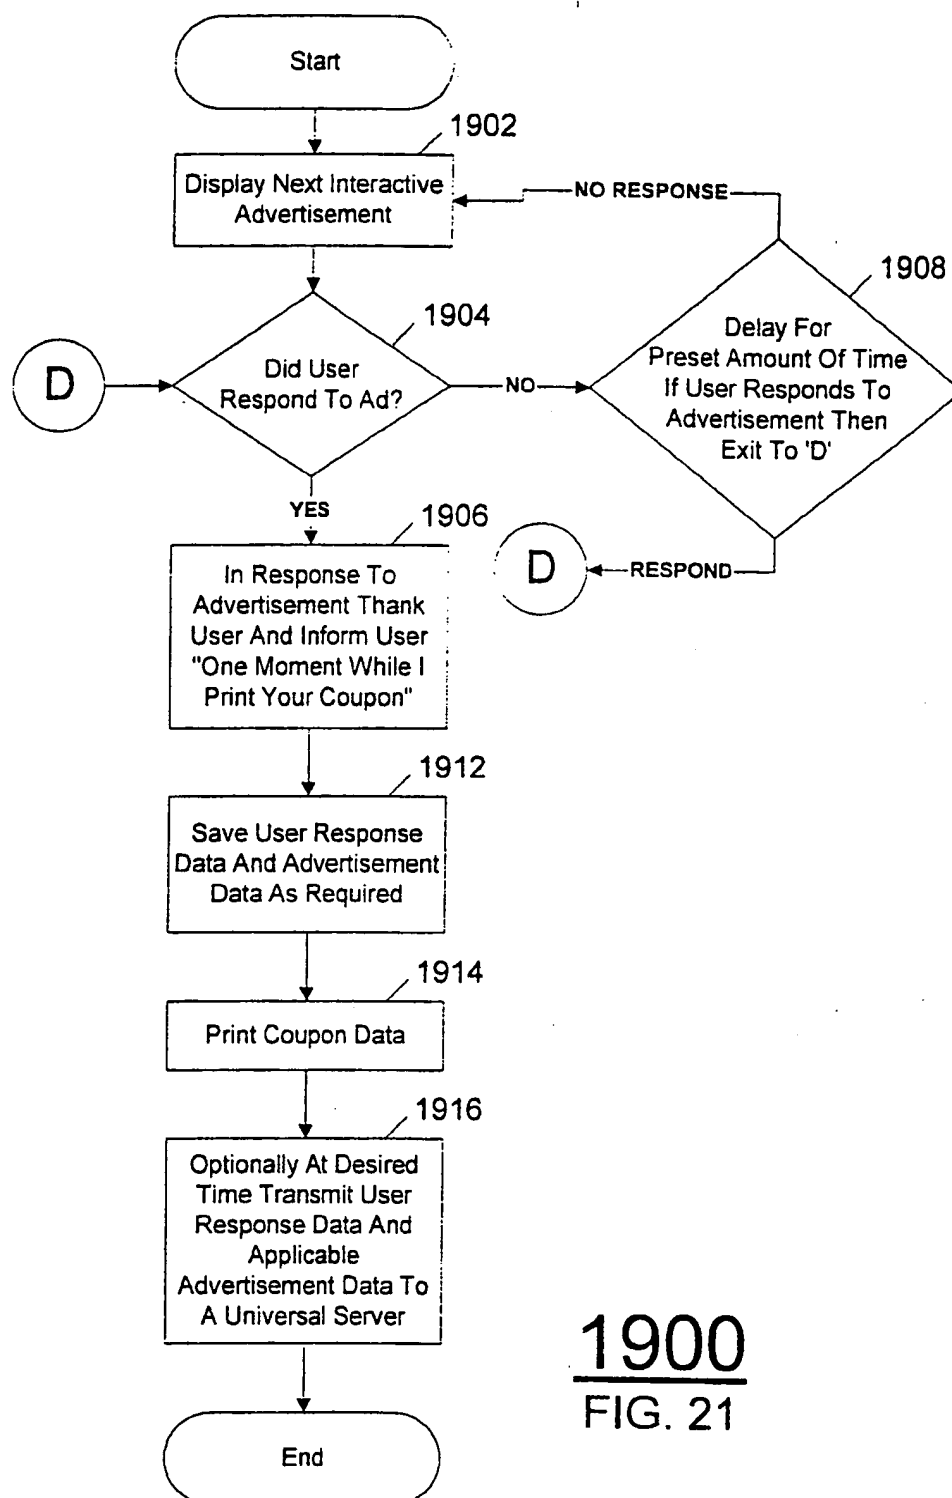 Start
1902
Display Next Interactive
Advertisement
NO RESPONSE
1908
1904
Delay For
Preset Amount Of Time
If User Responds To
Advertisement Then
Exit To 'D'
D
Did User
Respond To Ad?
NO
YES
1906
D
RESPOND
In Response To
Advertisement Thank
User And Inform User
"One Moment While I
Print Your Coupon"
1912
Save User Response
Data And Advertisement
Data As Required
1914
Print Coupon Data
1916
Optionally At Desired
Time Transmit User
Response Data And
Applicable
Advertisement Data To
A Universal Server
End
1900
FIG. 21